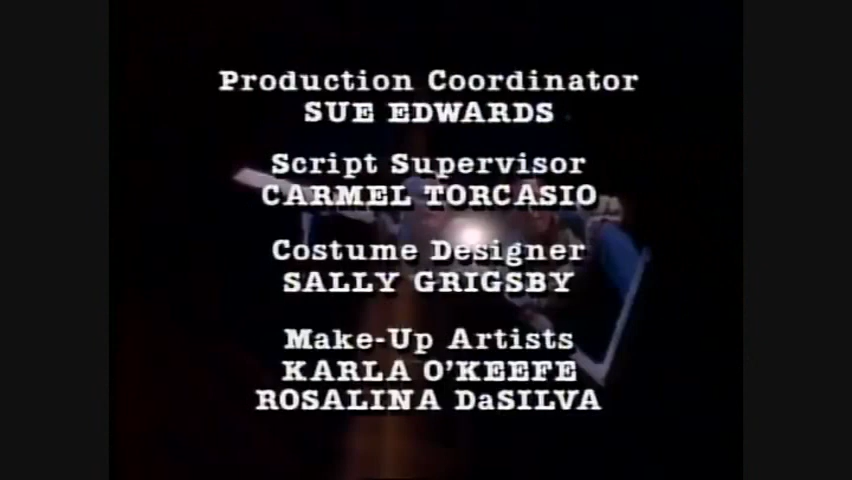 Production Coordinator
SUE EDWARDS
Script Supervisor
CARMEL TORCASIO
Costume Designer
SALLY GRIGSBY
Make-Up Artists
KARLA O'KEEFE
ROSALINA DaSILVA